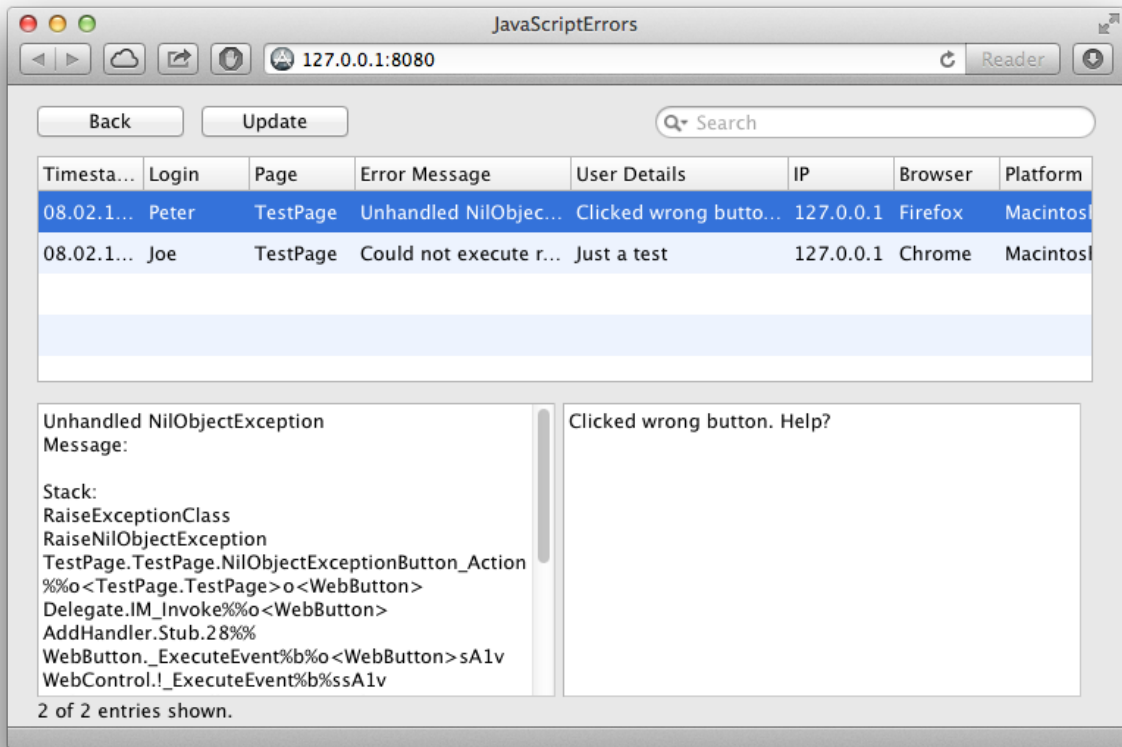 JavaScriptErrors
127.0.0.1:8080
Reader
Back
Update
Search
Timesta... Login Page Error Message User Details IP Browser Platform
08.02.1... Peter TestPage Unhandled NilObjec... Clicked wrong butto... 127.0.0.1 Firefox Macintosh
08.02.1... Joe TestPage Could not execute r... Just a test 127.0.0.1 Chrome Macintosh
Unhandled NilObjectException
Message:
Stack:
RaiseExceptionClass
RaiseNilObjectException
TestPage.TestPage.NilObjectExceptionButton_Action
%%o<TestPage.TestPage>o<WebButton>
Delegate.IM_Invoke%%o<WebButton>
AddHandler.Stub.28%%
WebButton._ExecuteEvent%b%o<WebButton>sA1v
WebControl.!_ExecuteEvent%b%ssA1v
Clicked wrong button. Help?
2 of 2 entries shown.